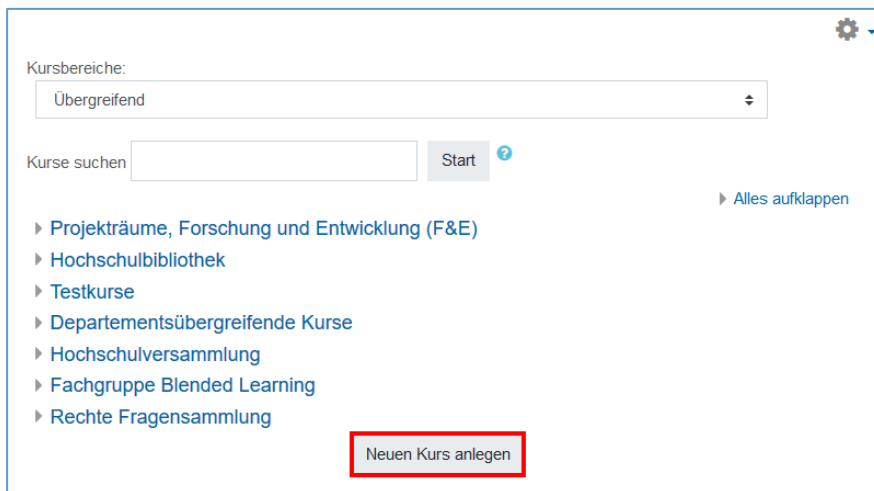 Kursbereiche:
Übergreifend
Kurse suchen Start
Alles aufklappen
Projekträume, Forschung und Entwicklung (F&E)
Hochschulbibliothek
Testkurse
Departementsübergreifende Kurse
Hochschulversammlung
Fachgruppe Blended Learning
Rechte Fragensammlung
Neuen Kurs anlegen